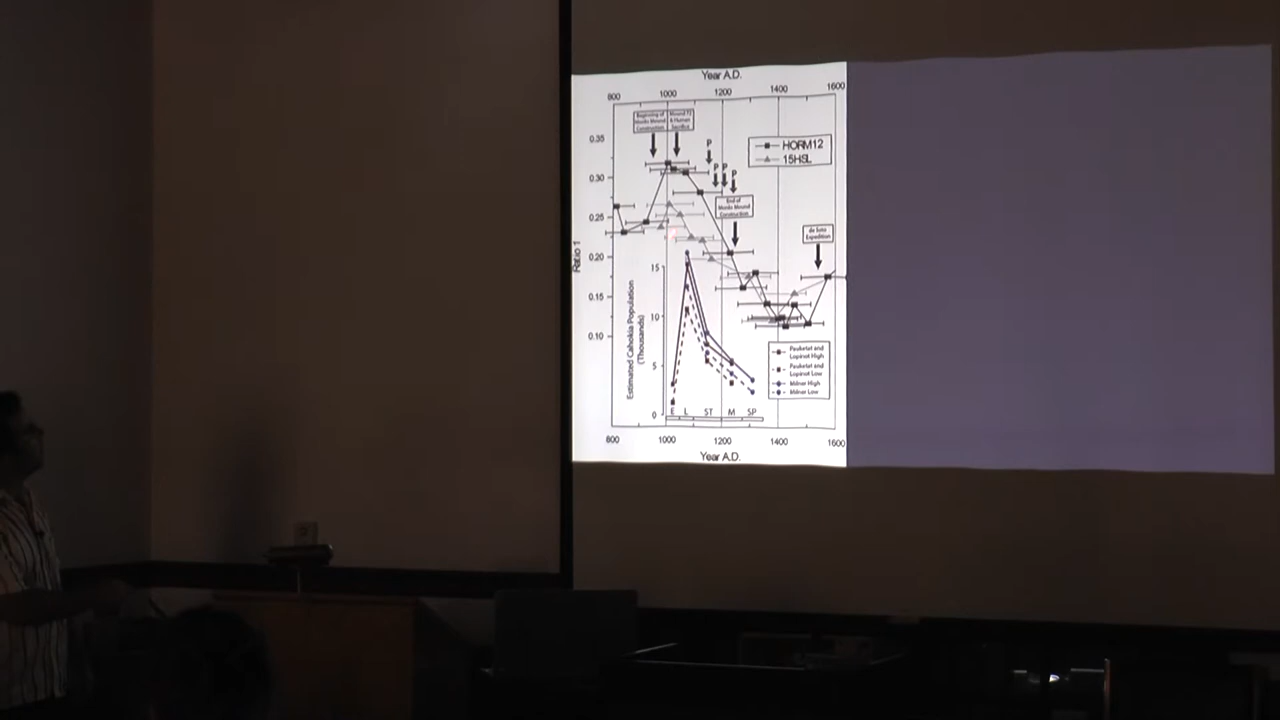 Year A.D.
800 1000 1200 1400 1600
Beginning of
Monks Mound
Construction
Mound 72
& Human
Sacrifice
P
HORM12
15HSL
P P
P
End of
Monks Mound
Construction
de Soto
Expedition
0.35
0.30
0.25
0.20
0.15
0.10
Ratio 1
15
10
5
0
Estimated Cahokia Population
(Thousands)
Pauketat and
Lopinot High
Pauketat and
Lopinot Low
Milner High
Milner Low
E L ST M SP
800 1000 1200 1400 1600
Year A.D.